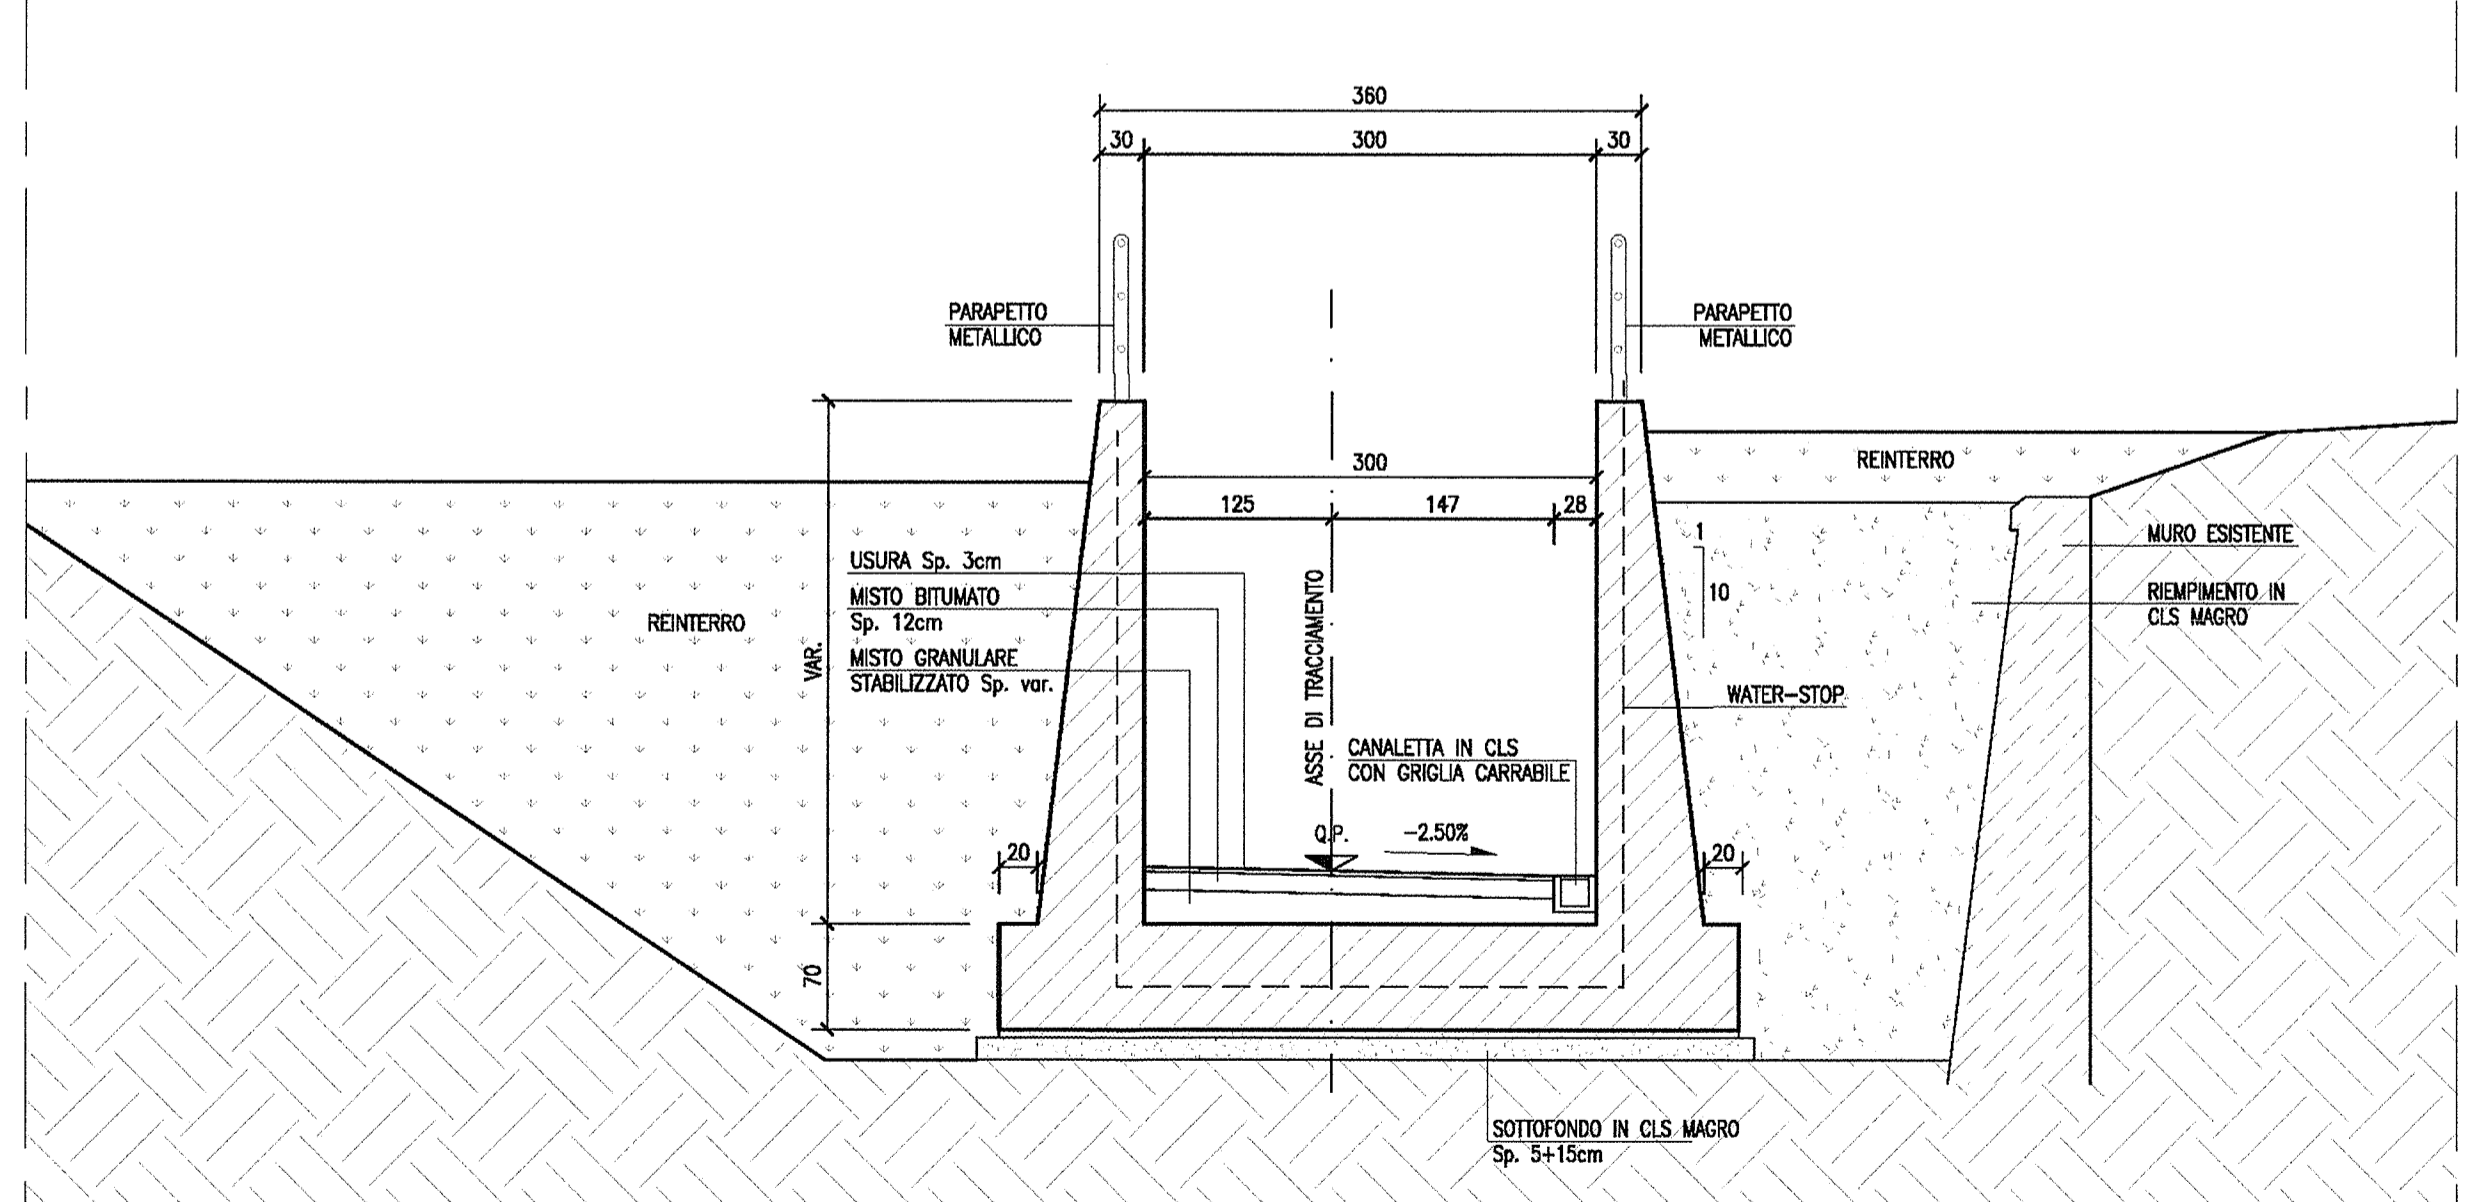 360
30
300
30
PARAPETTO
METALLICO
PARAPETTO
METALLICO
300
REINTERRO
125
147
28
1
10
MURO ESISTENTE
USURA Sp. 3cm
MISTO BITUMATO
Sp. 12cm
RIEMPIMENTO IN
CLS MAGRO
REINTERRO
VAR.
MISTO GRANULARE
STABILIZZATO Sp. var.
ASSE DI TRACCIAMENTO
WATER-STOP
CANALETTA IN CLS
CON GRIGLIA CARRABILE
Q.P.
-2.50%
20
20
70
SOTTOFONDO IN CLS MAGRO
Sp. 5+15cm